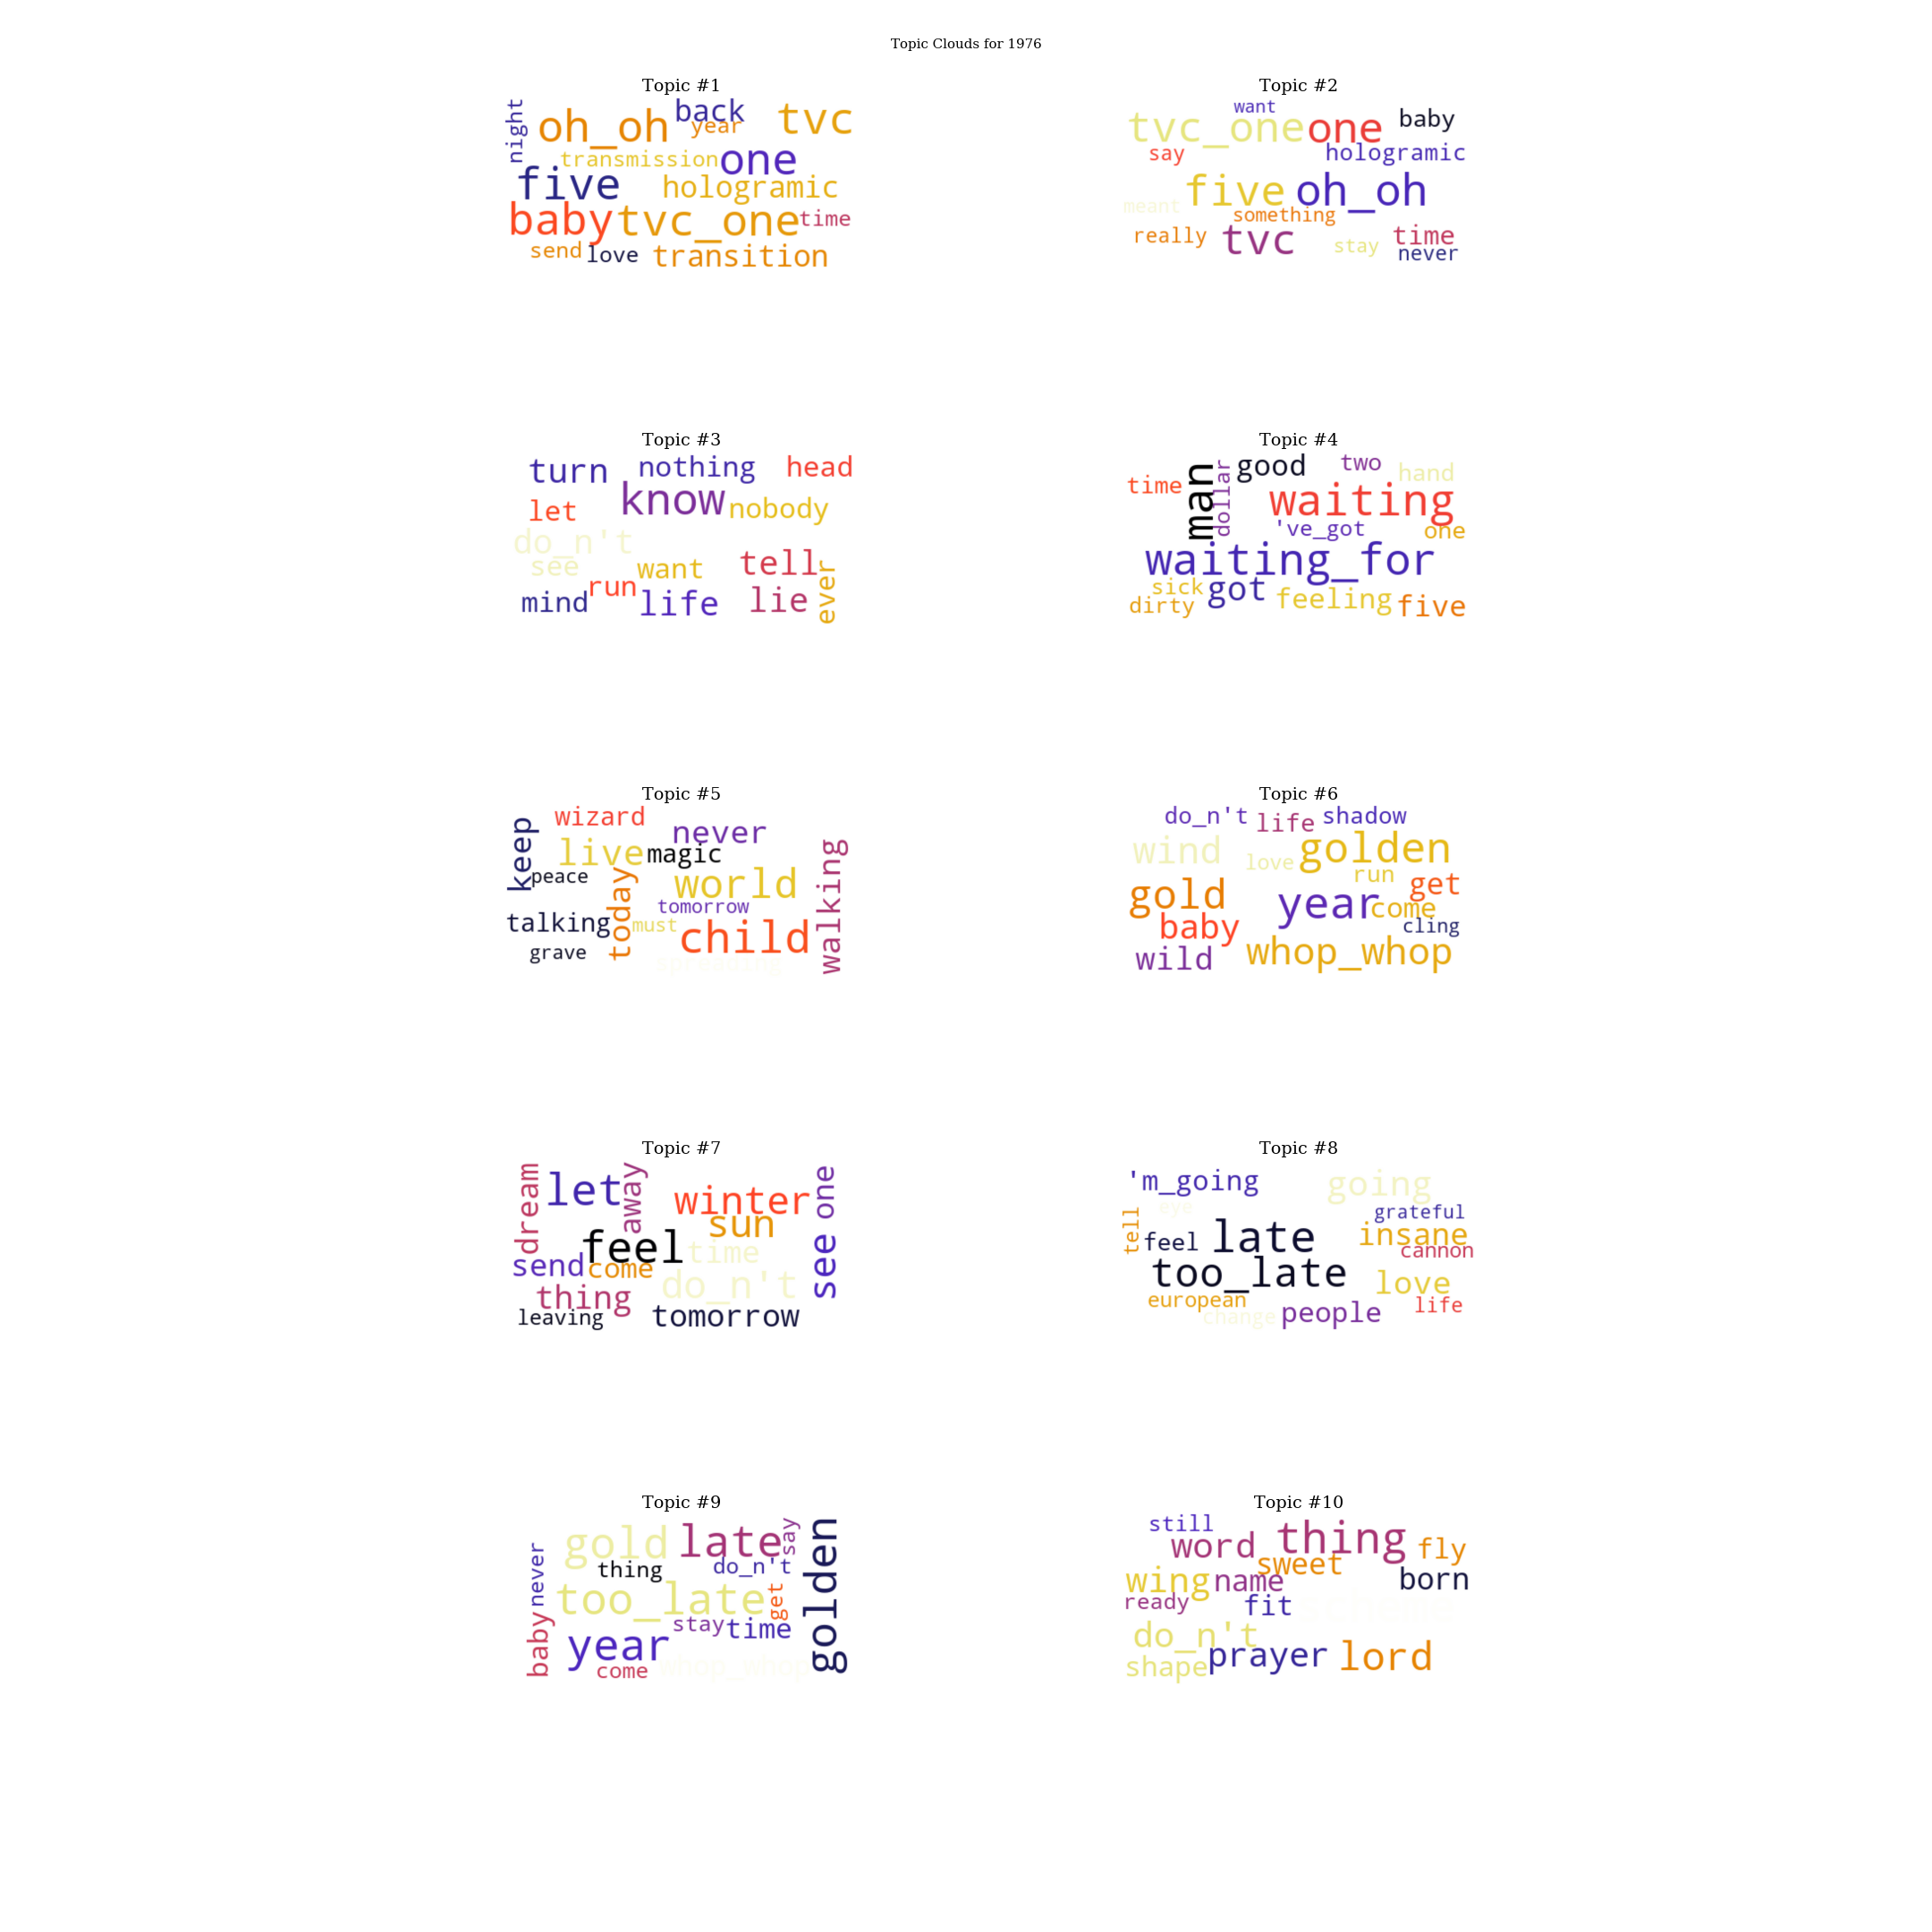 Topic Clouds for 1976
Topic #1
night oh_oh back year tvc
transmission one
five hologramic
baby tvc_one time
send love transition
Topic #2
want baby
tvc_one one
say hologramic
five oh_oh
meant something
really tvc stay time
never
Topic #3
turn nothing head
let know nobody
do_n't
see run want tell
mind life lie ever
Topic #4
time man dollar good two hand
waiting
've_got one
waiting_for
sick got feeling five
dirty
Topic #5
keep wizard never
live magic
peace today world walking
talking tomorrow
must child
grave
Topic #6
do_n't life shadow
wind love golden
run get
gold year come
baby cling
wild whop_whop
Topic #7
dream let away winter one
sun
feel time see
send come do_n't
thing
leaving tomorrow
Topic #8
'm_going going
eye grateful
tell feel late insane
cannon
too_late love
european life
change people
Topic #9
gold late say golden
never thing do_n't
too_late get
baby year stay time
come whop_whop
Topic #10
still thing
word sweet fly
wing name born
ready fit
do_n't
shape prayer lord